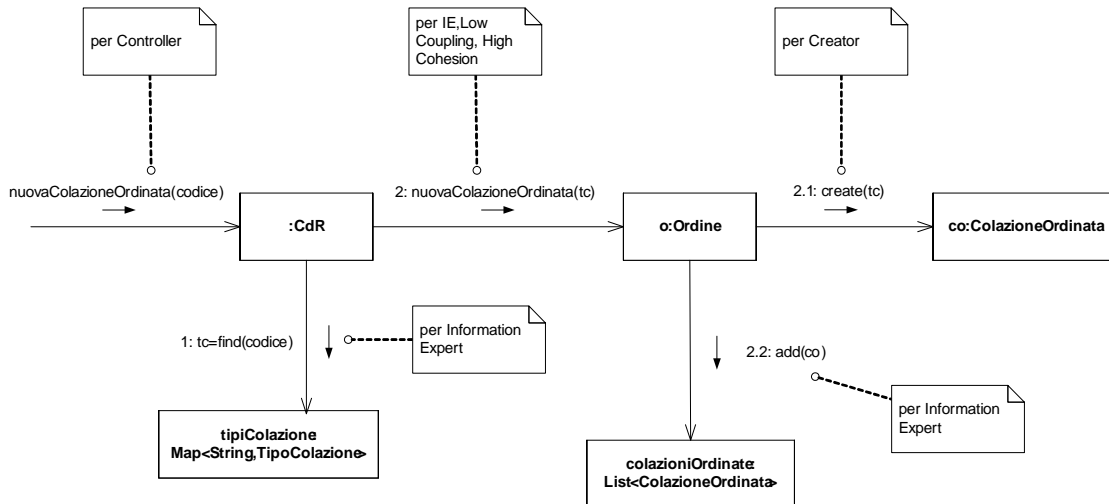 per Controller
per IE,Low
Coupling, High
Cohesion
per Creator
nuovaColazioneOrdinata(codice)
2: nuovaColazioneOrdinata(tc)
2.1: create(tc)
:CdR
o:Ordine
co:ColazioneOrdinata
1: tc=find(codice)
per Information
Expert
2.2: add(co)
per Information
Expert
tipiColazione:
Map<String,TipoColazione>
colazioniOrdinate:
List<ColazioneOrdinata>